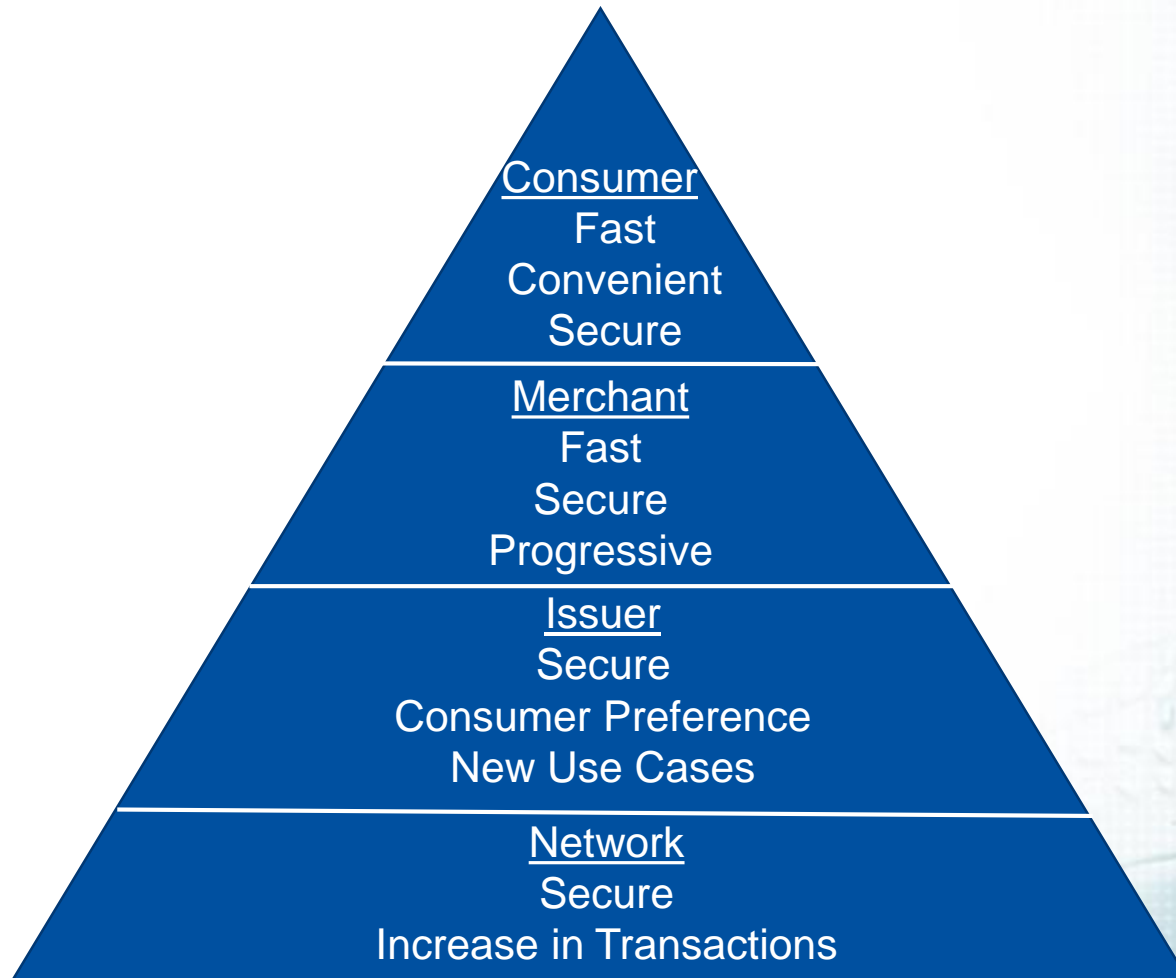 Consumer
Fast
Convenient
Secure
Merchant
Fast
Secure
Progressive
Issuer
Secure
Consumer Preference
New Use Cases
Network
Secure
Increase in Transactions